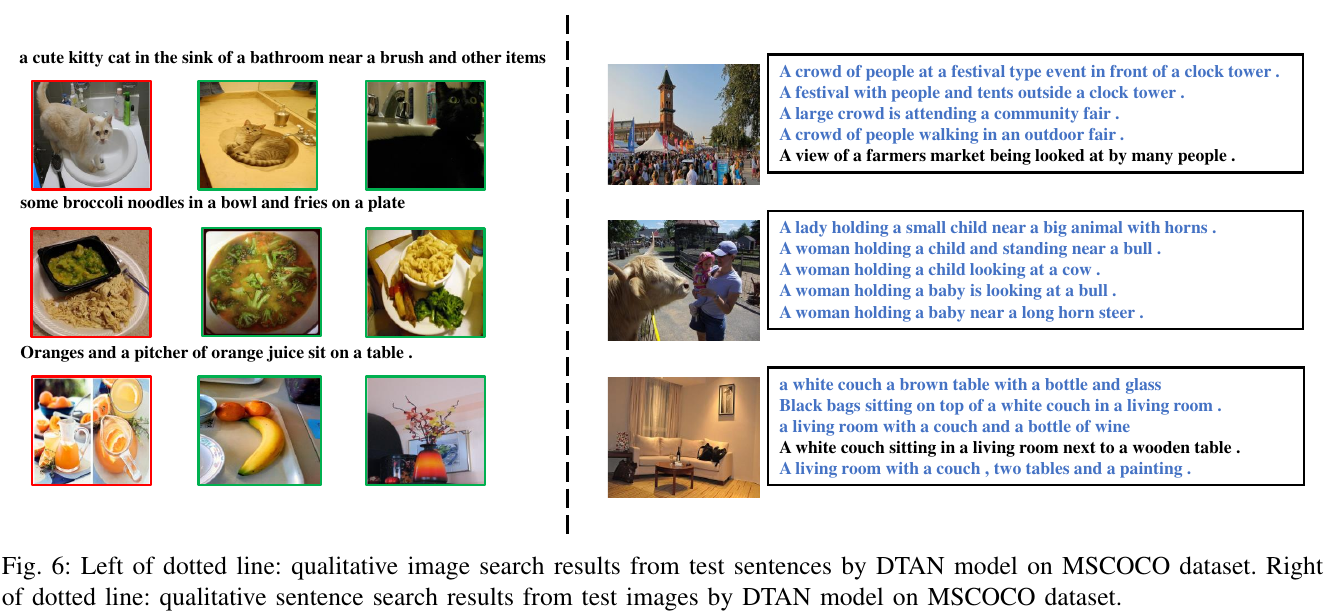 a cute kitty cat in the sink of a bathroom near a brush and other items
some broccoli noodles in a bowl and fries on a plate
Oranges and a pitcher of orange juice sit on a table .
A crowd of people at a festival type event in front of a clock tower .
A festival with people and tents outside a clock tower .
A large crowd is attending a community fair .
A crowd of people walking in an outdoor fair .
A view of a farmers market being looked at by many people .
A lady holding a small child near a big animal with horns .
A woman holding a child and standing near a bull .
A woman holding a child looking at a cow .
A woman holding a baby is looking at a bull .
A woman holding a baby near a long horn steer .
a white couch a brown table with a bottle and glass
Black bags sitting on top of a white couch in a living room .
a living room with a couch and a bottle of wine
A white couch sitting in a living room next to a wooden table .
A living room with a couch , two tables and a painting .
Fig. 6: Left of dotted line: qualitative image search results from test sentences by DTAN model on MSCOCO dataset. Right
of dotted line: qualitative sentence search results from test images by DTAN model on MSCOCO dataset.